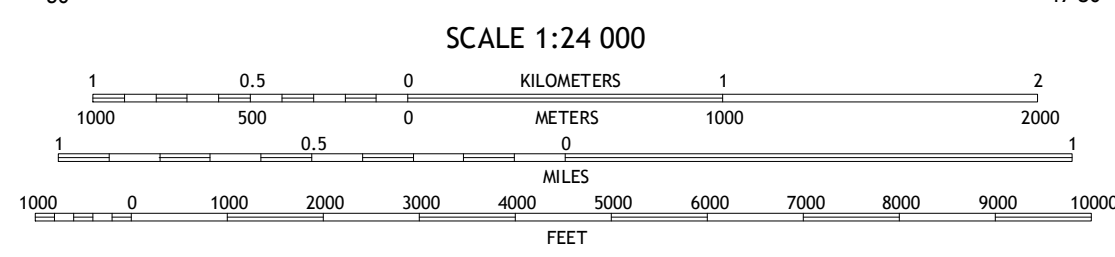 SCALE 1:24 000
1 0.5 0 KILOMETERS 1 2
1000 500 0 METERS 1000 2000
1 0.5 0 1
MILES
1000 0 1000 2000 3000 4000 5000 6000 7000 8000 9000 10000
FEET